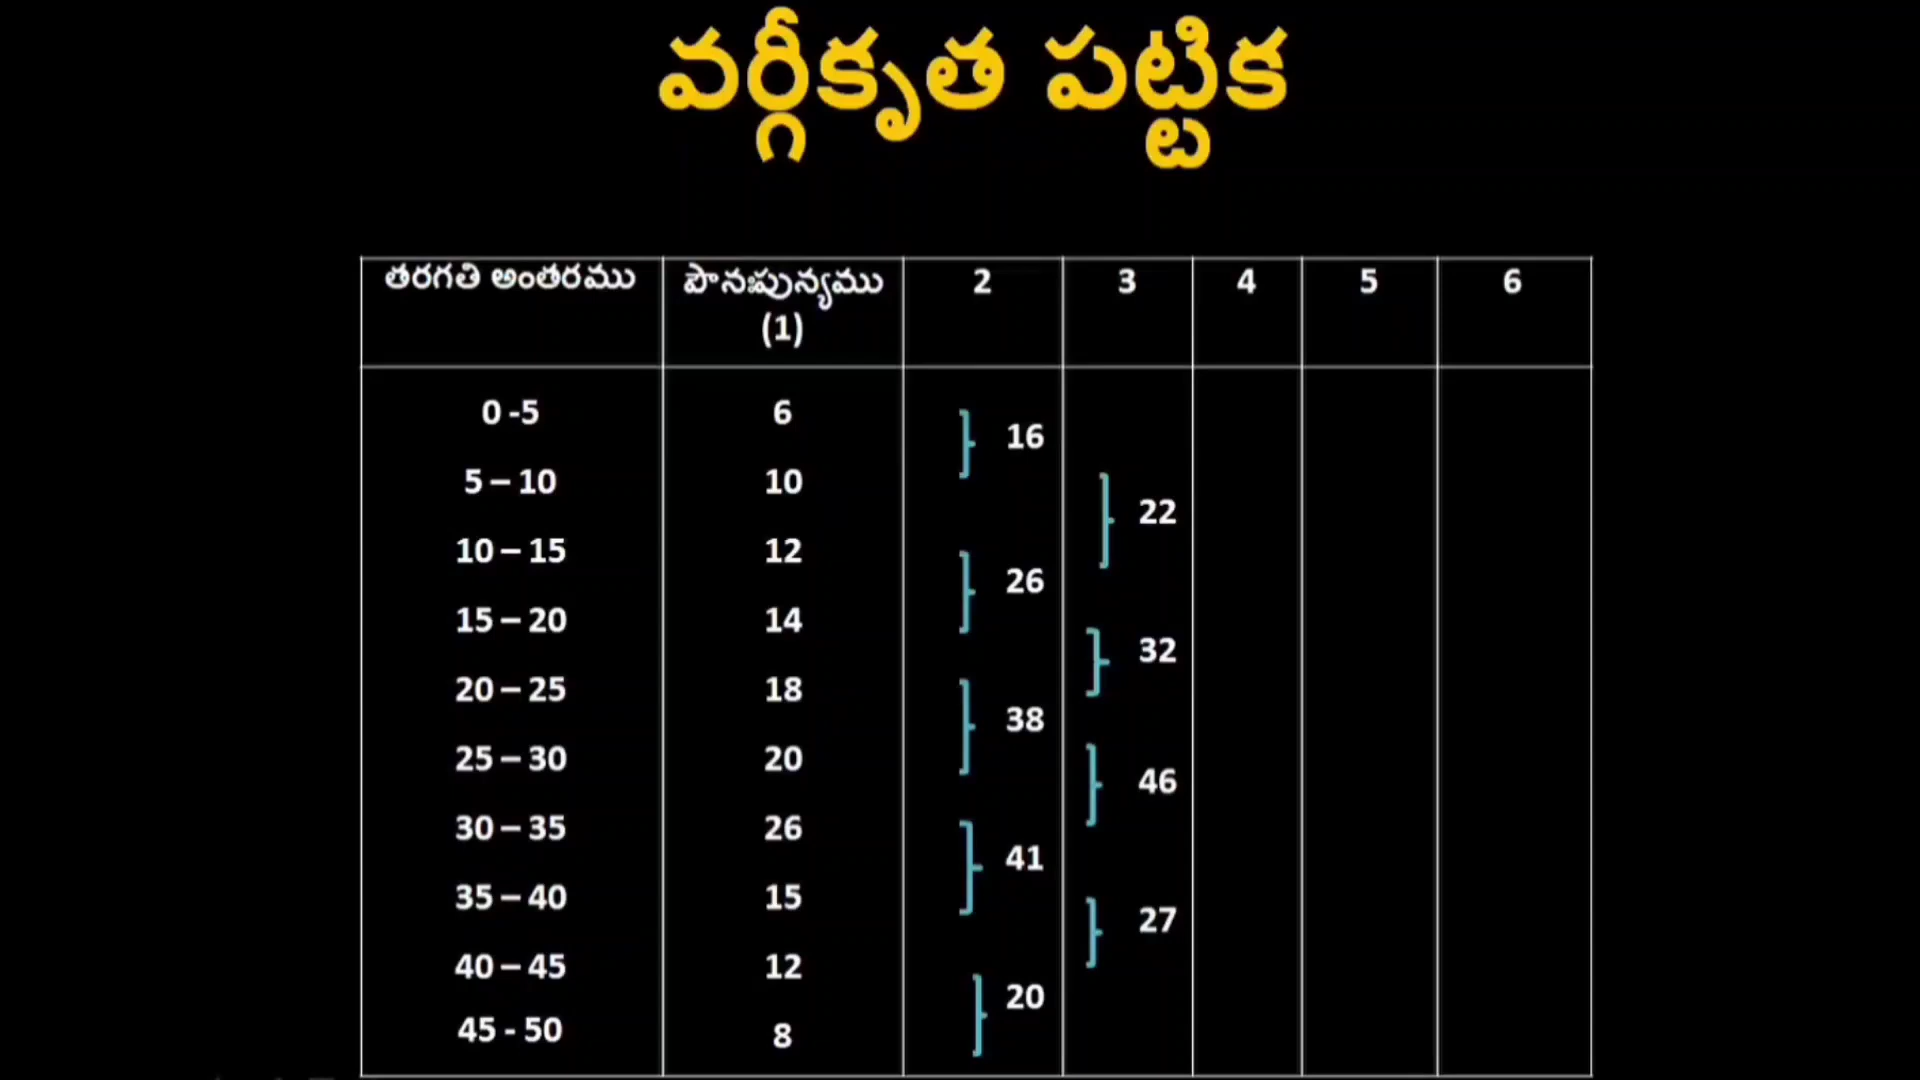 వర్గీకృత పట్టిక
తరగతి అంతరము పౌనఃపున్యము (1) 2 3 4 5 6
0 -5 6
16
5 – 10 10
22
10 – 15 12
26
15 – 20 14
32
20 – 25 18
38
25 – 30 20
46
30 – 35 26
41
35 – 40 15
27
40 – 45 12
20
45 - 50 8